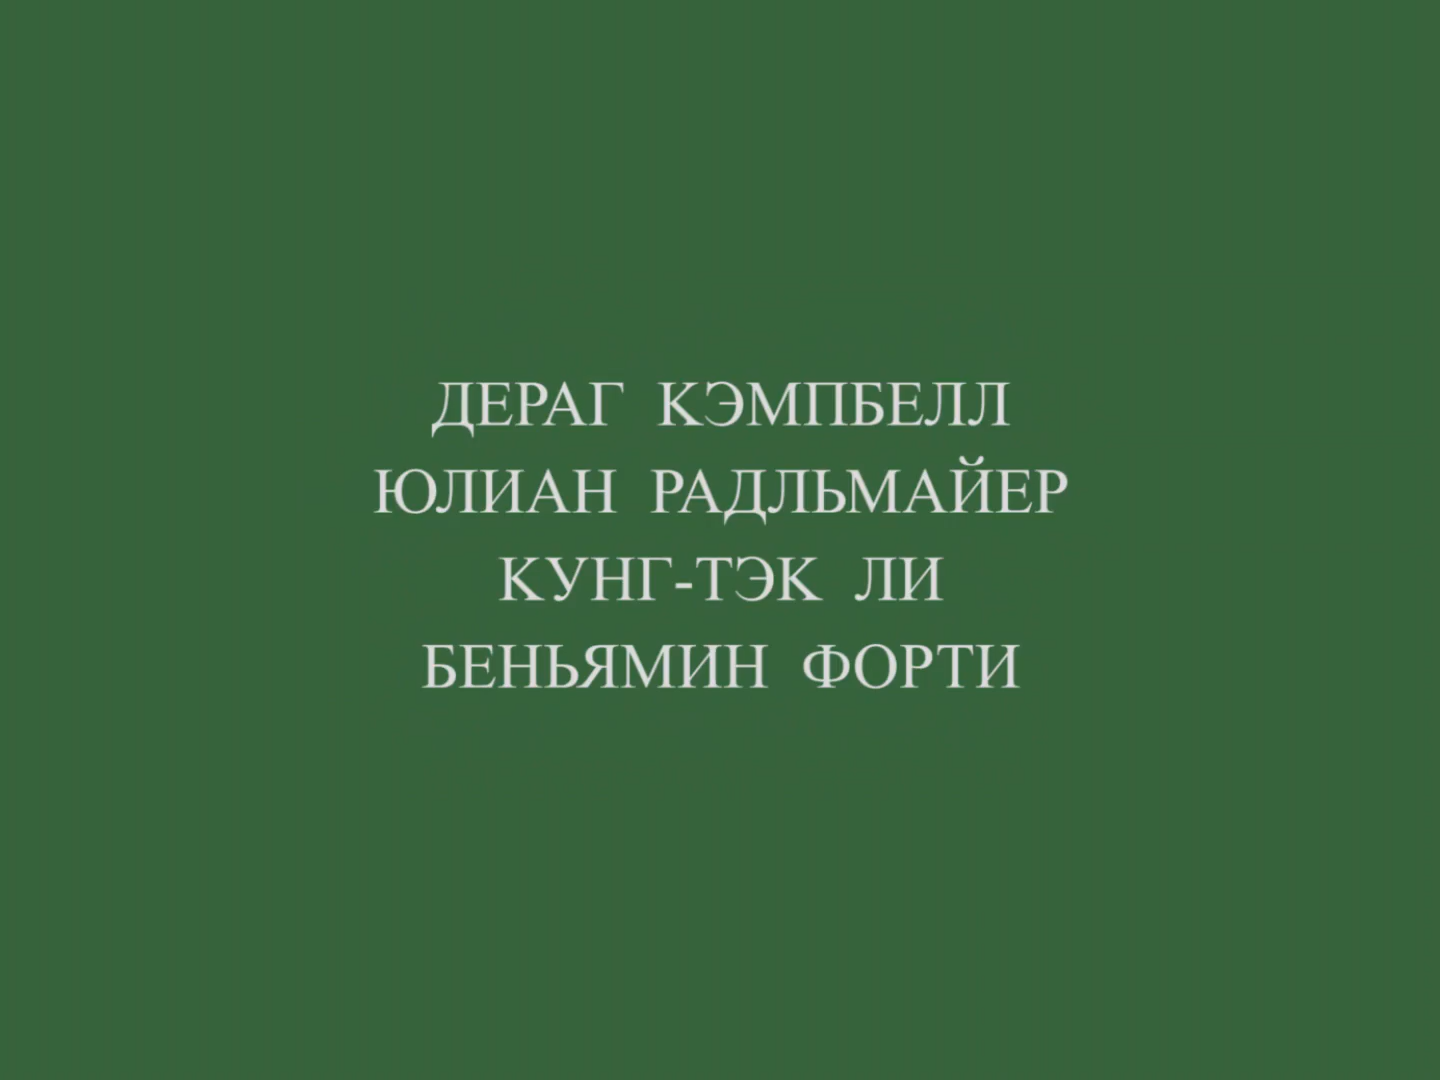 ДЕРАГ КЭМПБЕЛЛ
ЮЛИАН РАДЛЬМАЙЕР
КУНГ-ТЭК ЛИ
БЕНЬЯМИН ФОРТИ